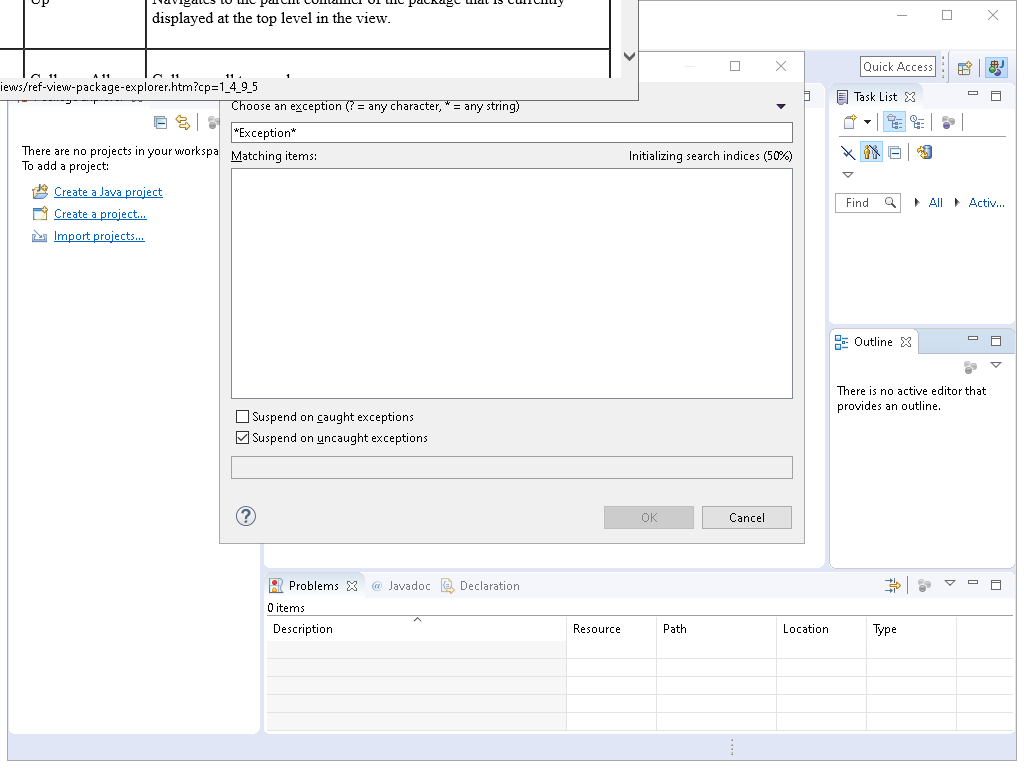 Up
Navigates to the parent container of the package that is currently
displayed at the top level in the view.
iews/ref-view-package-explorer.htm?cp=1_4_9_5
Quick Access
Choose an exception (? = any character, * = any string)
*Exception*
Matching items:
Initializing search indices (50%)
There are no projects in your workspa
To add a project:
Create a Java project
Create a project...
Import projects...
Suspend on caught exceptions
Suspend on uncaught exceptions
OK
Cancel
Task List
Find
All
Activ...
Outline
There is no active editor that
provides an outline.
Problems
@ Javadoc
Declaration
0 items
Description
Resource
Path
Location
Type